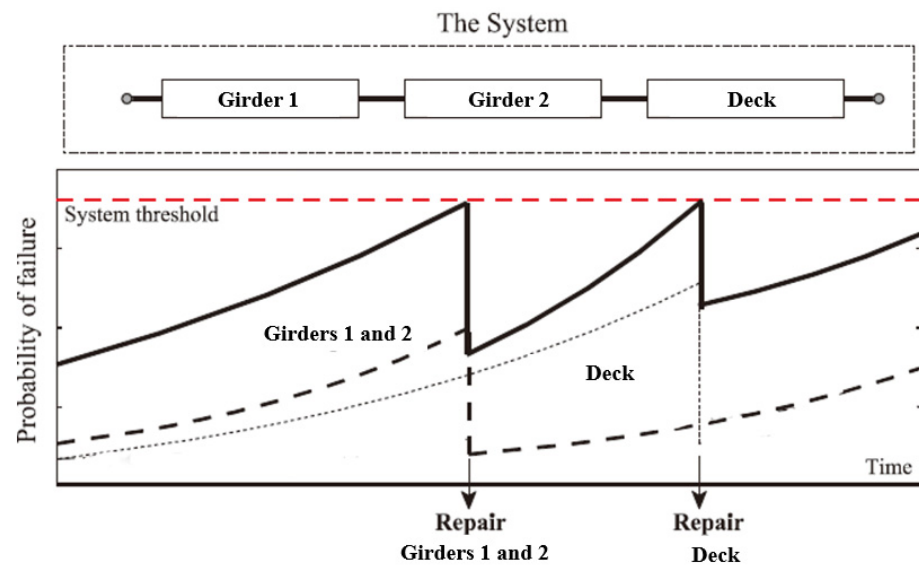 The System
Girder 1
Girder 2
Deck
System threshold
Probability of failure
Girders 1 and 2
Deck
Time
Repair
Girders 1 and 2
Repair
Deck